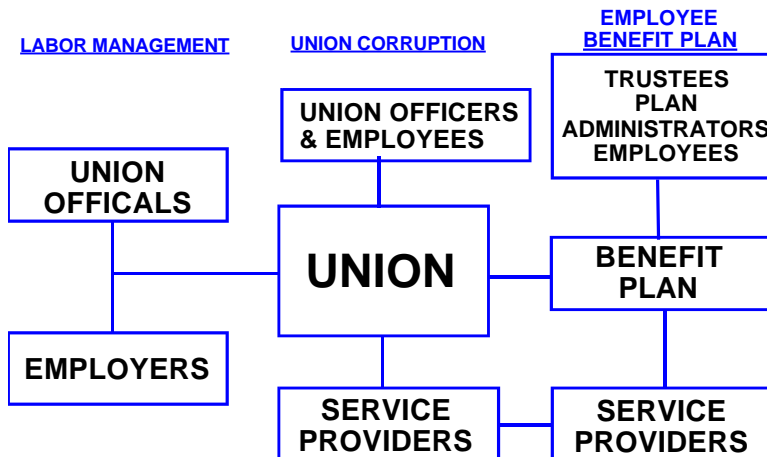 LABOR MANAGEMENT
UNION CORRUPTION
EMPLOYEE
BENEFIT PLAN
UNION OFFICERS
& EMPLOYEES
TRUSTEES
PLAN
ADMINISTRATORS
EMPLOYEES
UNION
OFFICALS
UNION
BENEFIT
PLAN
EMPLOYERS
SERVICE
PROVIDERS
SERVICE
PROVIDERS